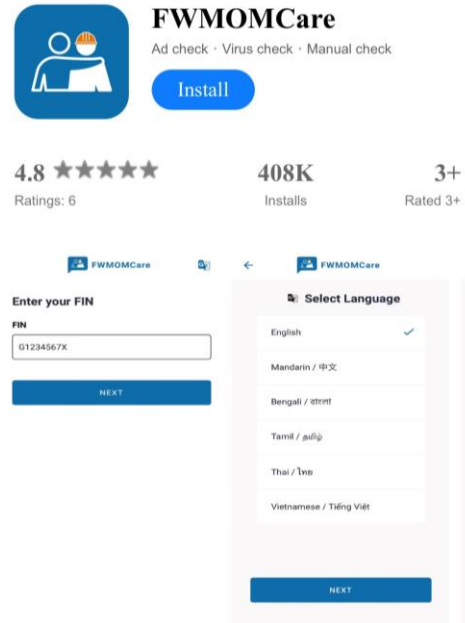 FWMOMCare
Ad check · Virus check · Manual check
Install
4.8 ★★★★★
Ratings: 6
408K
Installs
3+
Rated 3+
FWMOMCare
Enter your FIN
FIN
G1234567X
NEXT
FWMOMCare
Select Language
English
Mandarin / 中文
Bengali / বাংলা
Tamil / தமிழ்
Thai / ไทย
Vietnamese / Tiếng Việt
NEXT